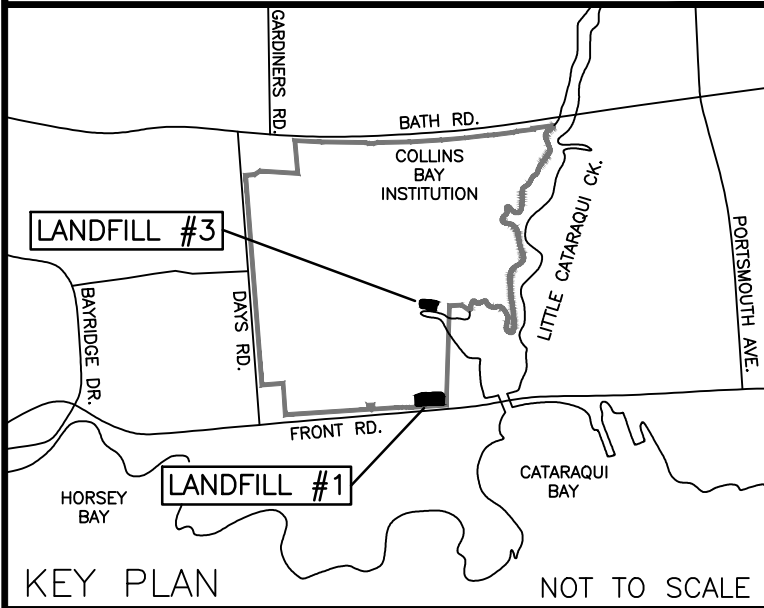 GARDINERS RD.
BATH RD.
COLLINS
BAY
INSTITUTION
LANDFILL #3
LITTLE CATARAQUI CK.
PORTSMOUTH AVE.
BAYRIDGE DR.
DAYS RD.
FRONT RD.
LANDFILL #1
CATARAQUI
BAY
HORSEY
BAY
KEY PLAN
NOT TO SCALE